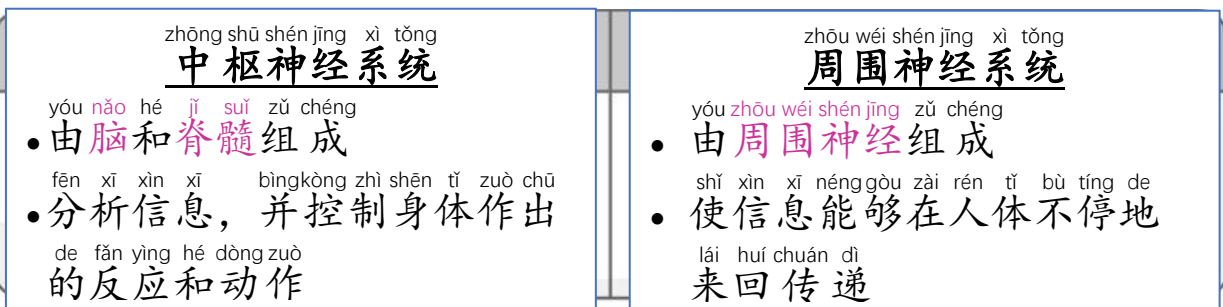 zhōng shū shén jīng xì tǒng
中枢神经系统
yóu nǎo hé jǐ suǐ zǔ chéng
•由脑和脊髓组成
fēn xī xìn xī bìngkòng zhì shēn tǐ zuò chū
•分析信息，并控制身体作出
de fǎn yìng hé dòng zuò
的反应和动作
zhōu wéi shén jīng xì tǒng
周围神经系统
yóu zhōu wéi shén jīng zǔ chéng
• 由周围神经组成
shǐ xìn xī néng gòu zài rén tǐ bù tíng de
• 使信息能够在人体不停地
lái huí chuán dì
来回传递